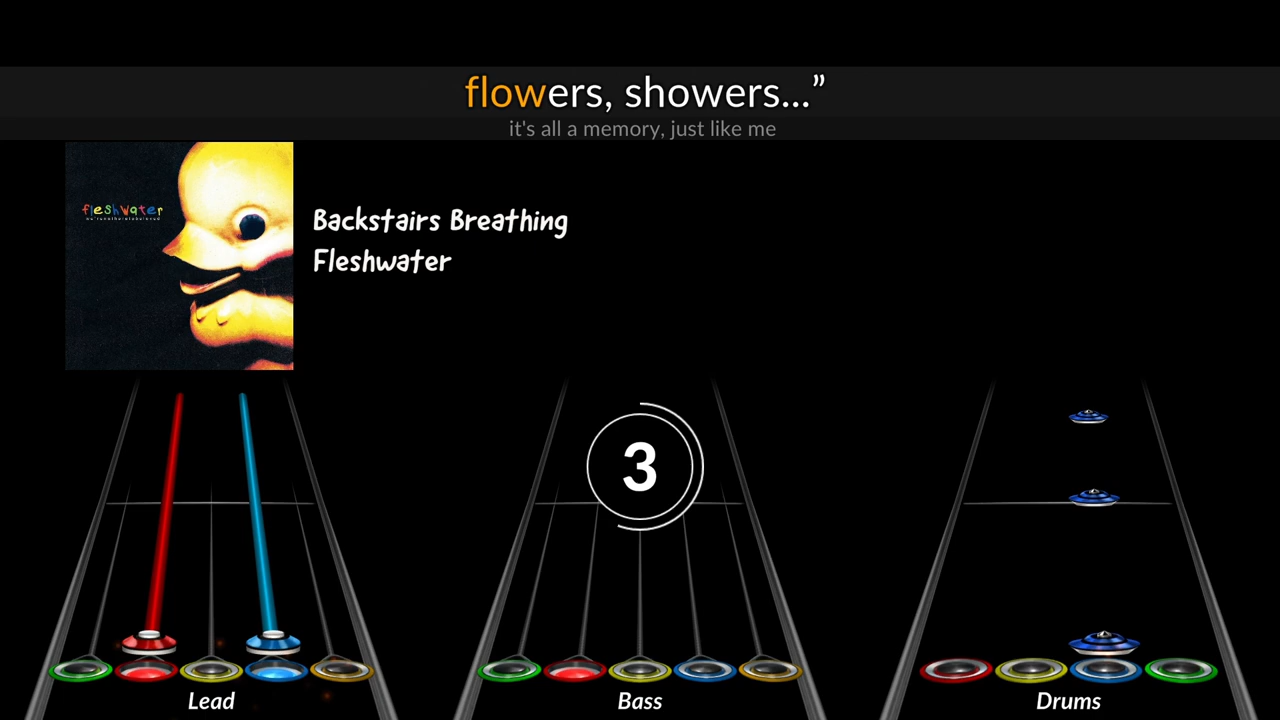 flowers, showers...”
it's all a memory, just like me
fleshwater
Backstairs Breathing
Fleshwater
3
Lead
Bass
Drums